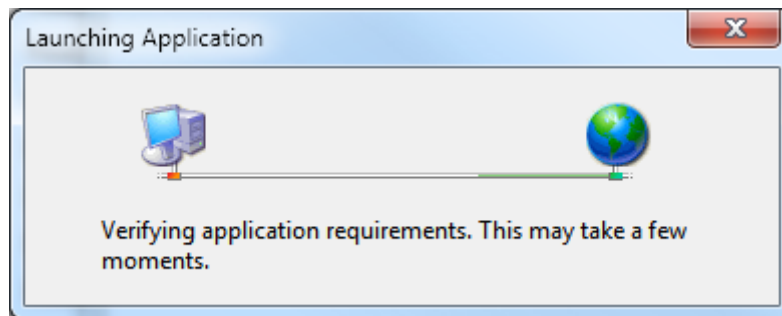 Launching Application
Verifying application requirements. This may take a few
moments.